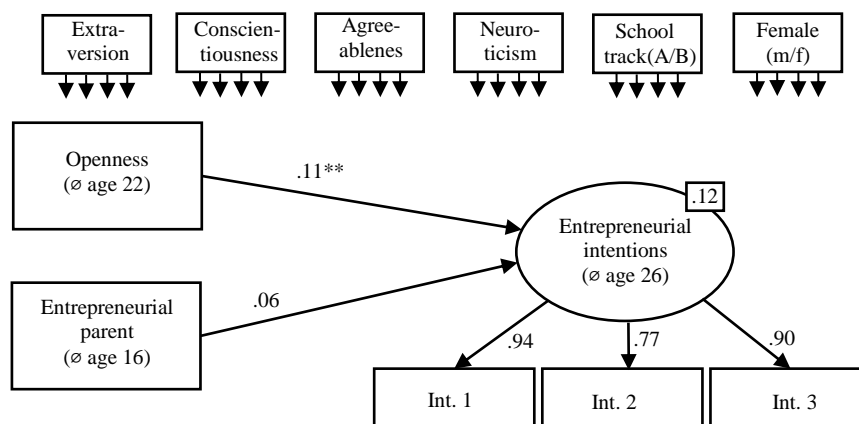 Extra-
version
Conscien-
tiousness
Agree-
ablenes
Neuro-
ticism
School
track(A/B)
Female
(m/f)
Openness
(ø age 22)
.11**
.12
Entrepreneurial
intentions
(ø age 26)
Entrepreneurial
parent
(ø age 16)
.06
.94
.77
.90
Int. 1
Int. 2
Int. 3